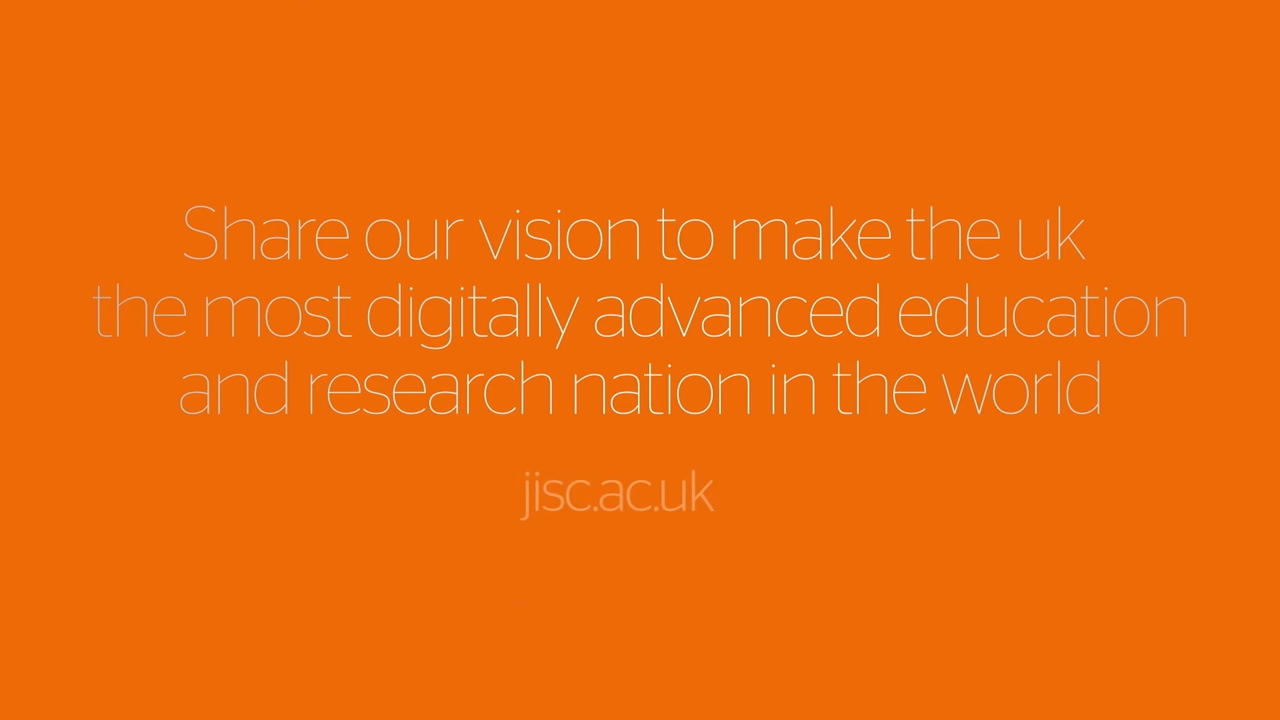 Share our vision to make the uk
the most digitally advanced education
and research nation in the world
jisc.ac.uk